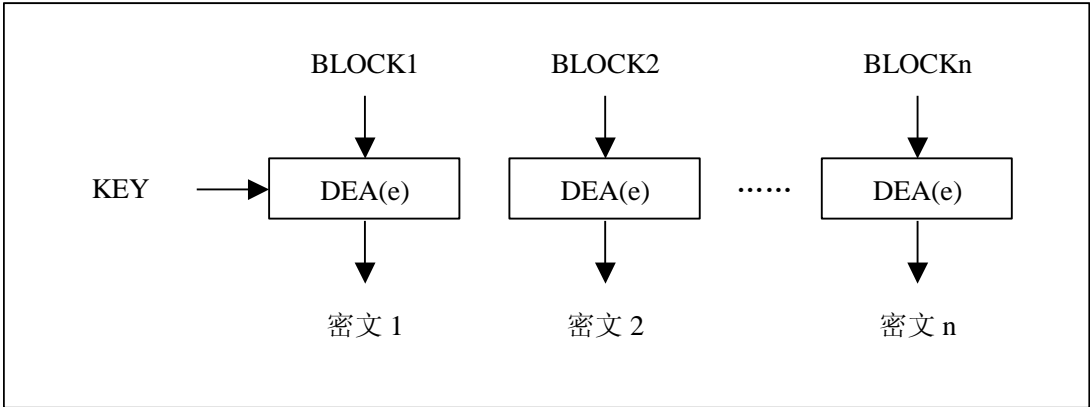 BLOCK1 BLOCK2 BLOCKn
KEY DEA(e) DEA(e) …… DEA(e)
密文 1 密文 2 密文 n